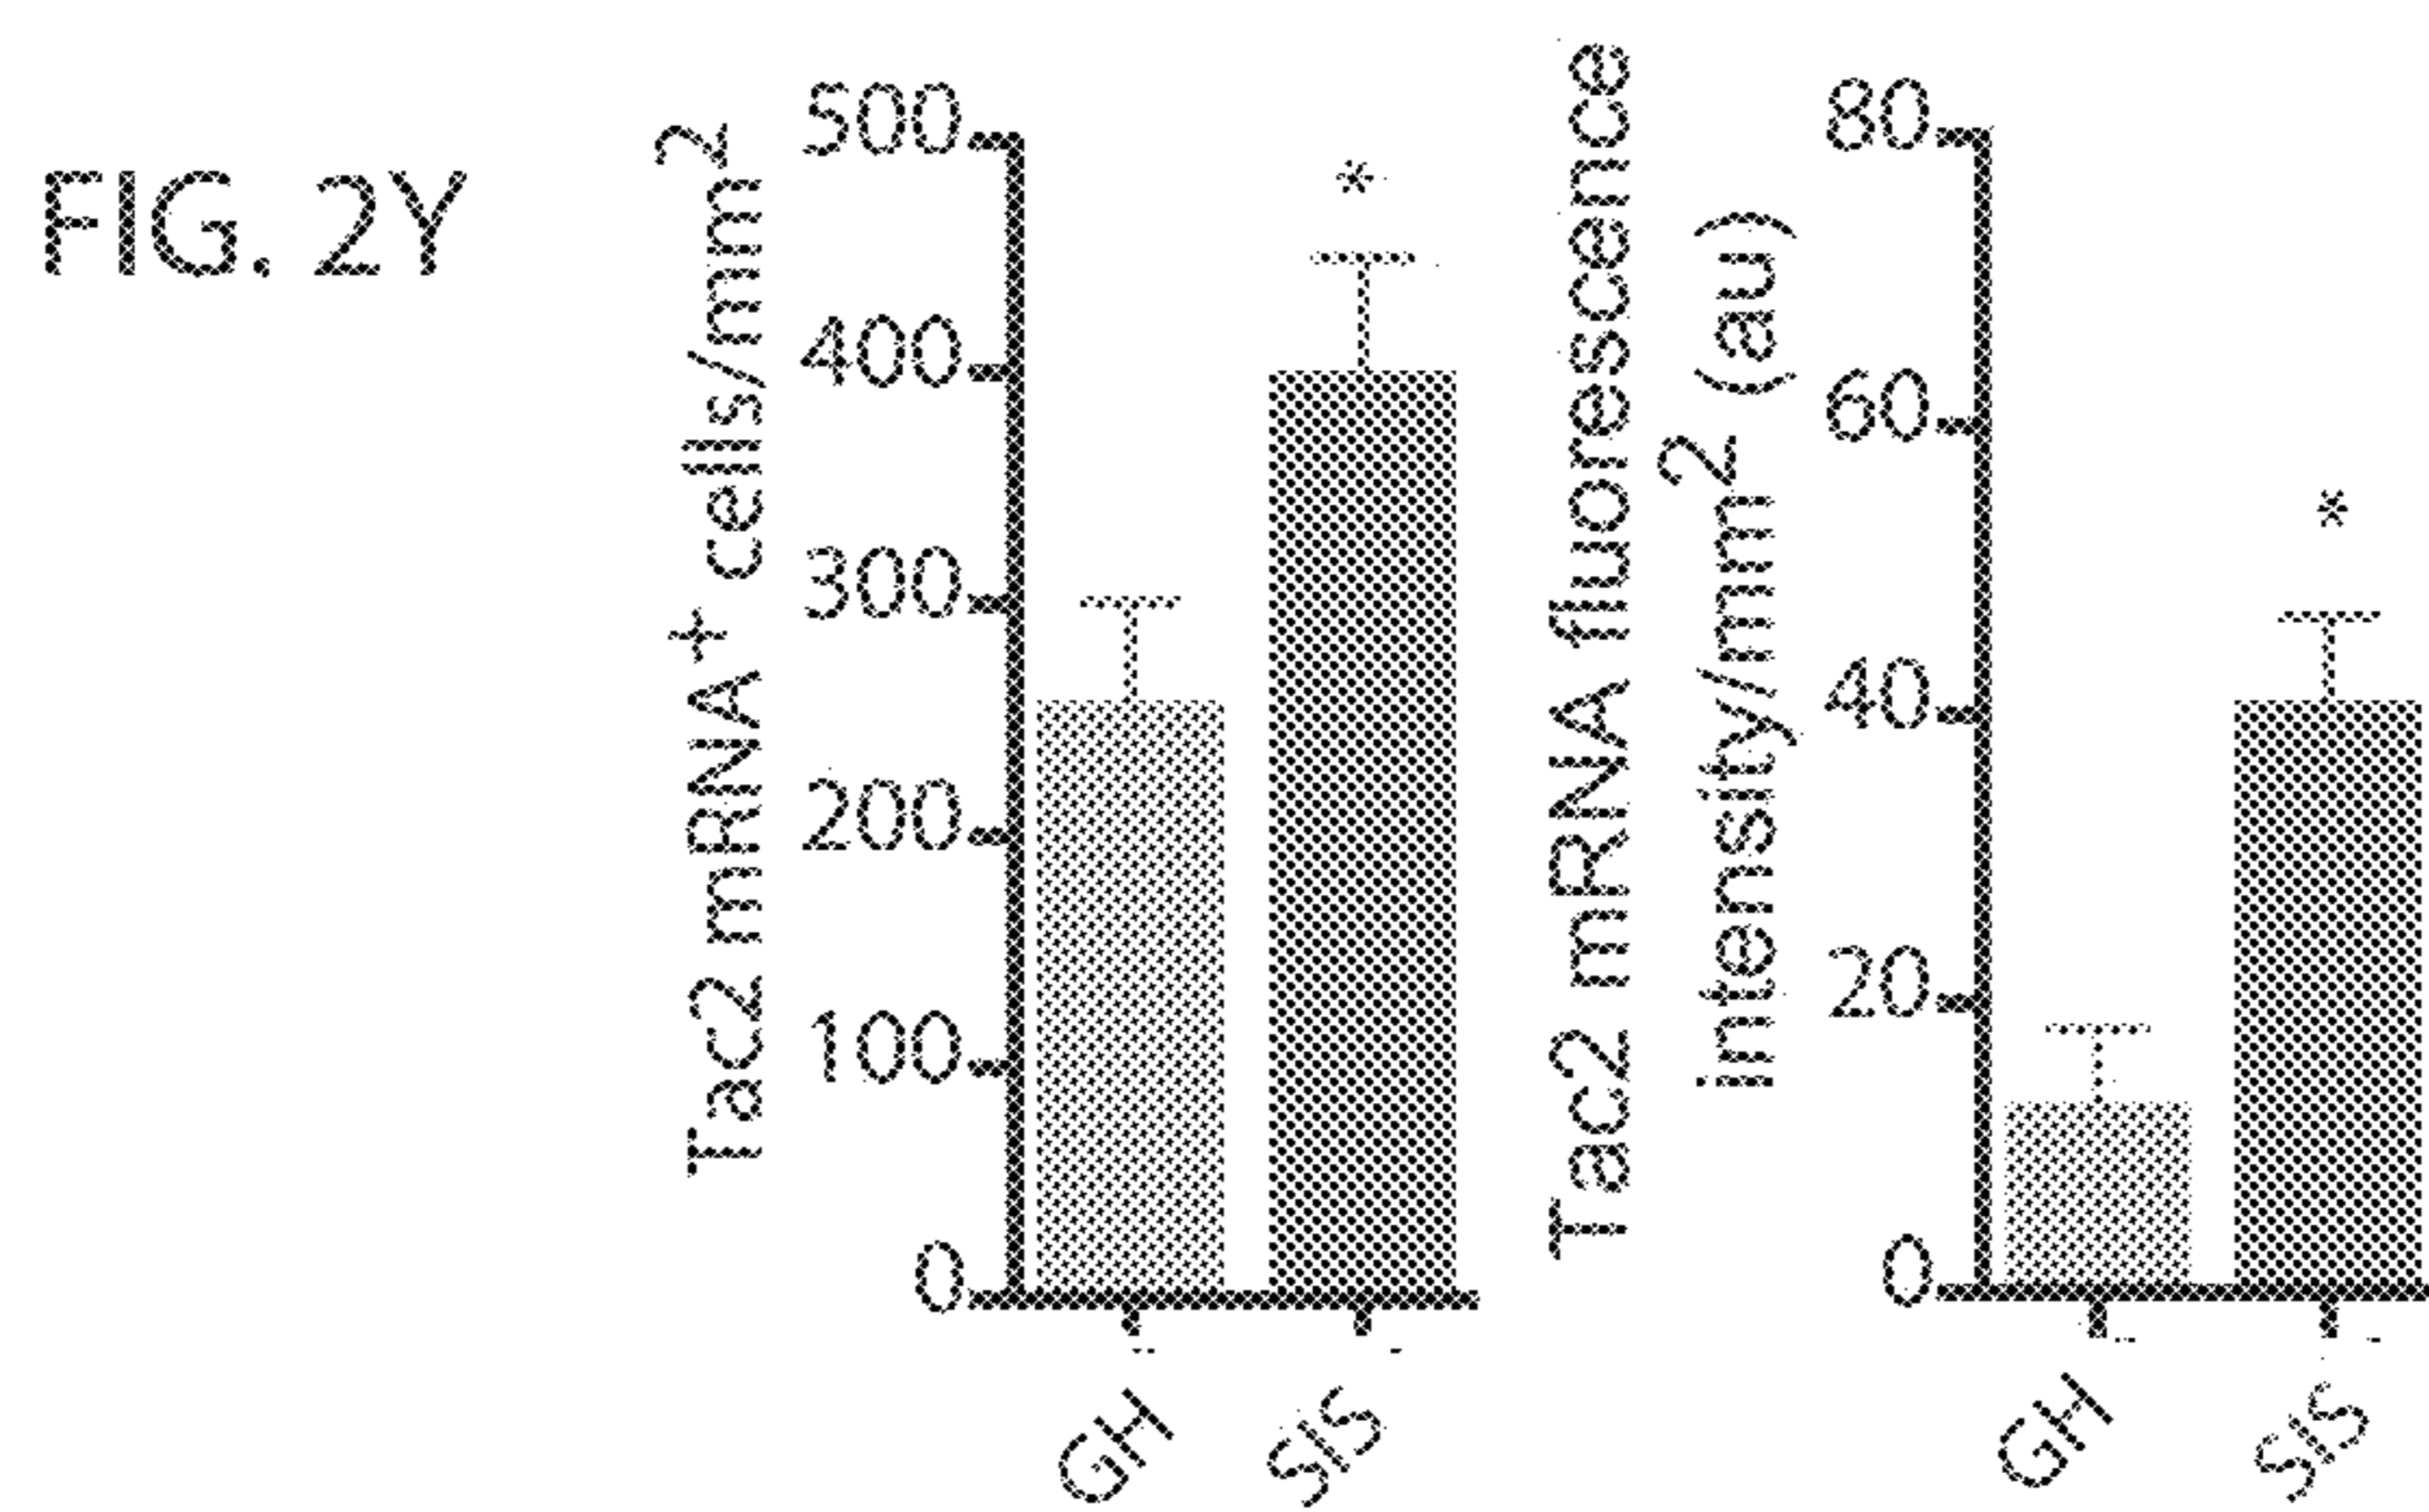 FIG. 2Y
Tac2 mRNA+ cells/mm2
500
400
300
200
100
0
*
GH
SIS
Tac2 mRNA fluorescence
intensity/mm2 (au)
80
60
40
20
0
*
GH
SIS